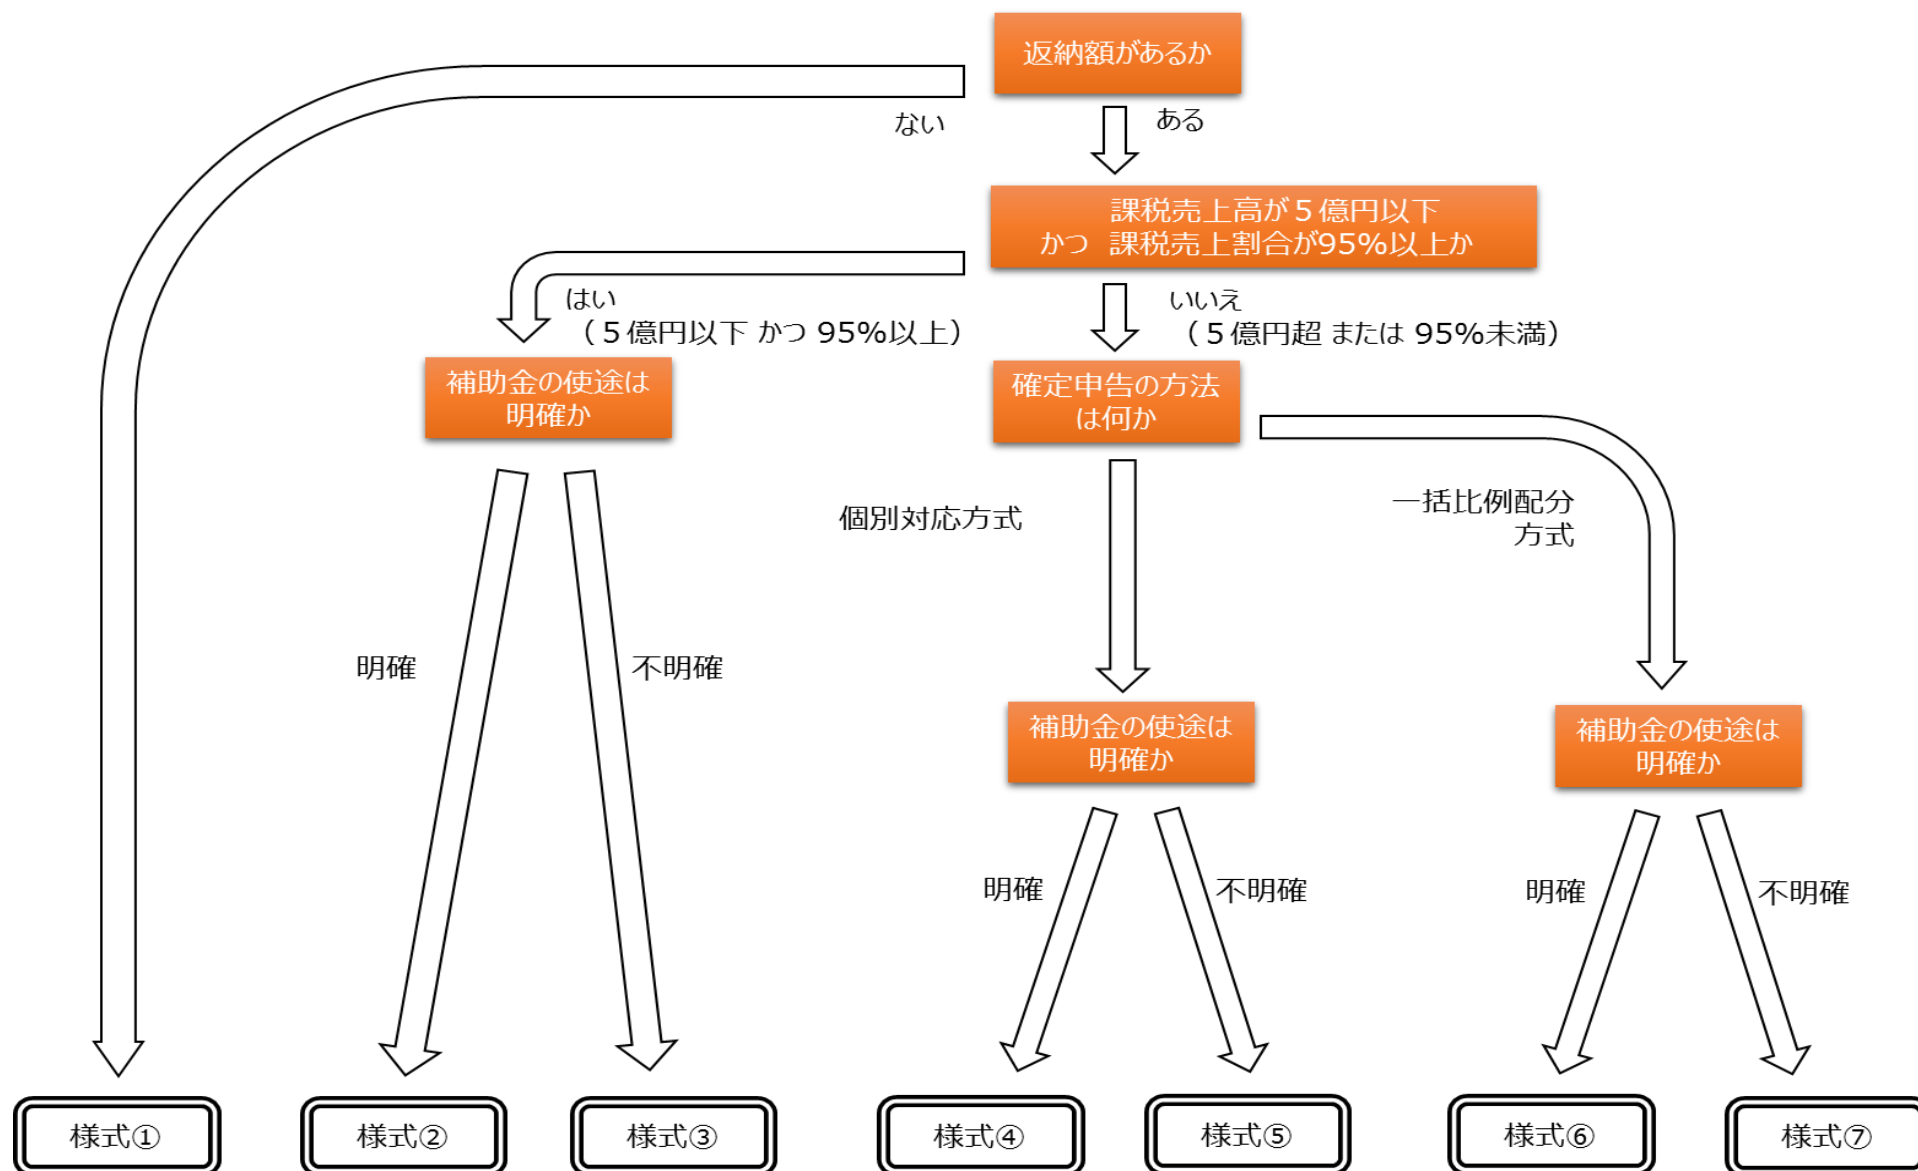 返納額があるか
ない
ある
課税売上高が５億円以下
かつ　課税売上割合が95%以上か
はい
（５億円以下 かつ 95%以上）
いいえ
（５億円超 または 95%未満）
補助金の使途は
明確か
確定申告の方法
は何か
個別対応方式
一括比例配分
方式
明確
不明確
補助金の使途は
明確か
補助金の使途は
明確か
明確
不明確
明確
不明確
様式①
様式②
様式③
様式④
様式⑤
様式⑥
様式⑦